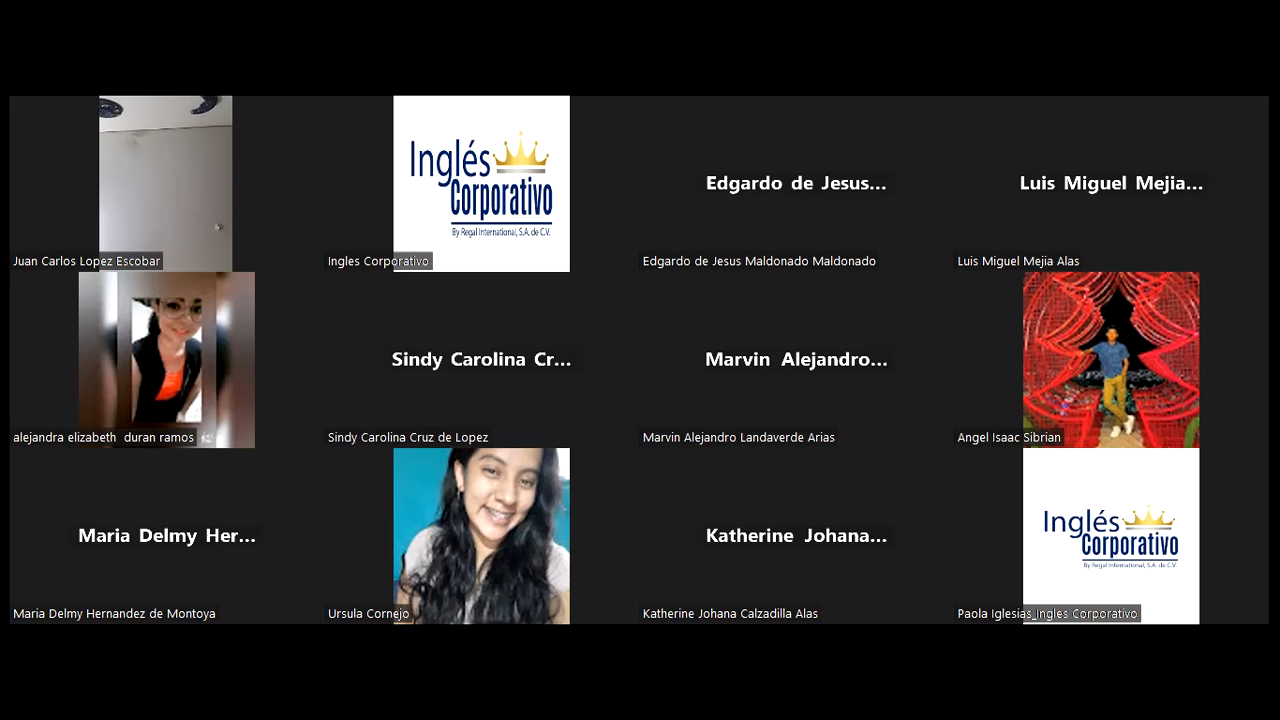 Inglés
Corporativo
By Regal International, S.A. de C.V.
Edgardo de Jesus...
Luis Miguel Mejia...
Juan Carlos Lopez Escobar
Ingles Corporativo
Edgardo de Jesus Maldonado Maldonado
Luis Miguel Mejia Alas
Sindy Carolina Cr...
Marvin Alejandro...
alejandra elizabeth duran ramos
Sindy Carolina Cruz de Lopez
Marvin Alejandro Landaverde Arias
Angel Isaac Sibrian
Maria Delmy Her...
Katherine Johana...
Inglés
Corporativo
By Regal International, S.A. de C.V.
Maria Delmy Hernandez de Montoya
Ursula Cornejo
Katherine Johana Calzadilla Alas
Paola Iglesias_Ingles Corporativo